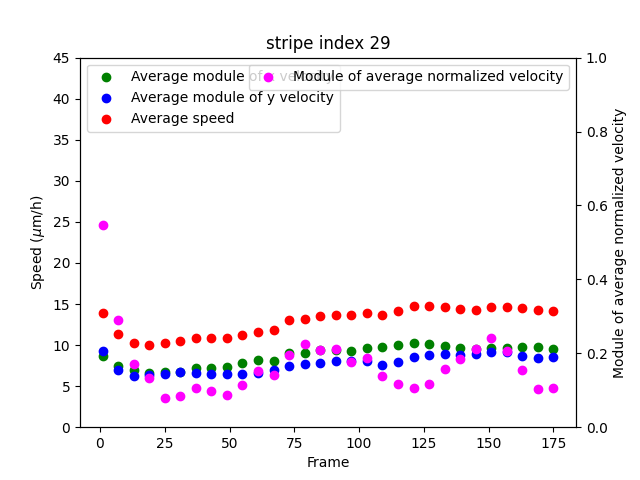 stripe index 29
Average module of x velocity
Average module of y velocity
Average speed
Module of average normalized velocity
Speed (μm/h)
45
40
35
30
25
20
15
10
5
0
1.0
0.8
0.6
0.4
0.2
0.0
Module of average normalized velocity
0 25 50 75 100 125 150 175
Frame